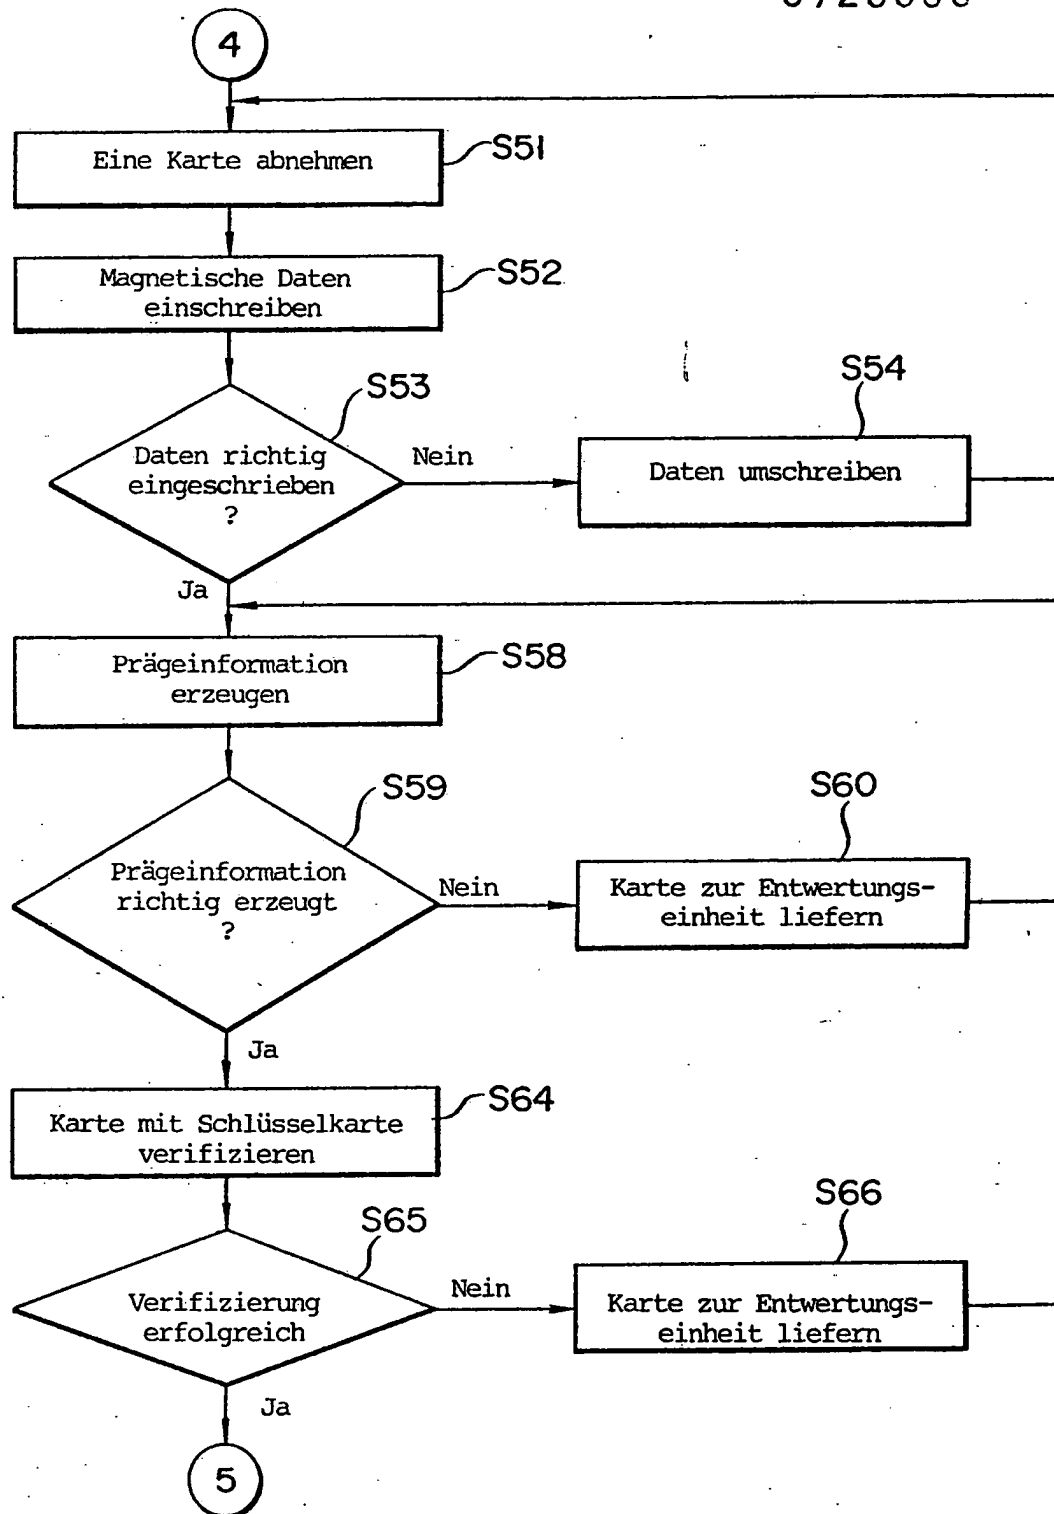 4
Eine Karte abnehmen
S51
Magnetische Daten
einschreiben
S52
S53
Daten richtig
eingeschrieben
?
Nein
S54
Daten umschreiben
Ja
Prägeinformation
erzeugen
S58
S59
Prägeinformation
richtig erzeugt
?
Nein
S60
Karte zur Entwertungs-
einheit liefern
Ja
Karte mit Schlüsselkarte
verifizieren
S64
S65
Verifizierung
erfolgreich
Nein
S66
Karte zur Entwertungs-
einheit liefern
Ja
5